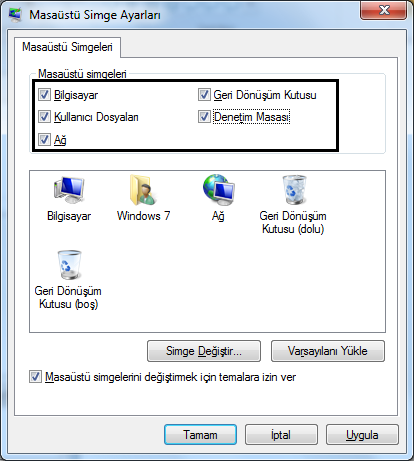 Masaüstü Simge Ayarları
Masaüstü Simgeleri
Masaüstü simgeleri
Bilgisayar
Geri Dönüşüm Kutusu
Kullanıcı Dosyaları
Denetim Masası
Ağ
Bilgisayar
Windows 7
Ağ
Geri Dönüşüm
Kutusu (dolu)
Geri Dönüşüm
Kutusu (boş)
Simge Değiştir...
Varsayılanı Yükle
Masaüstü simgelerini değiştirmek için temalara izin ver
Tamam
İptal
Uygula